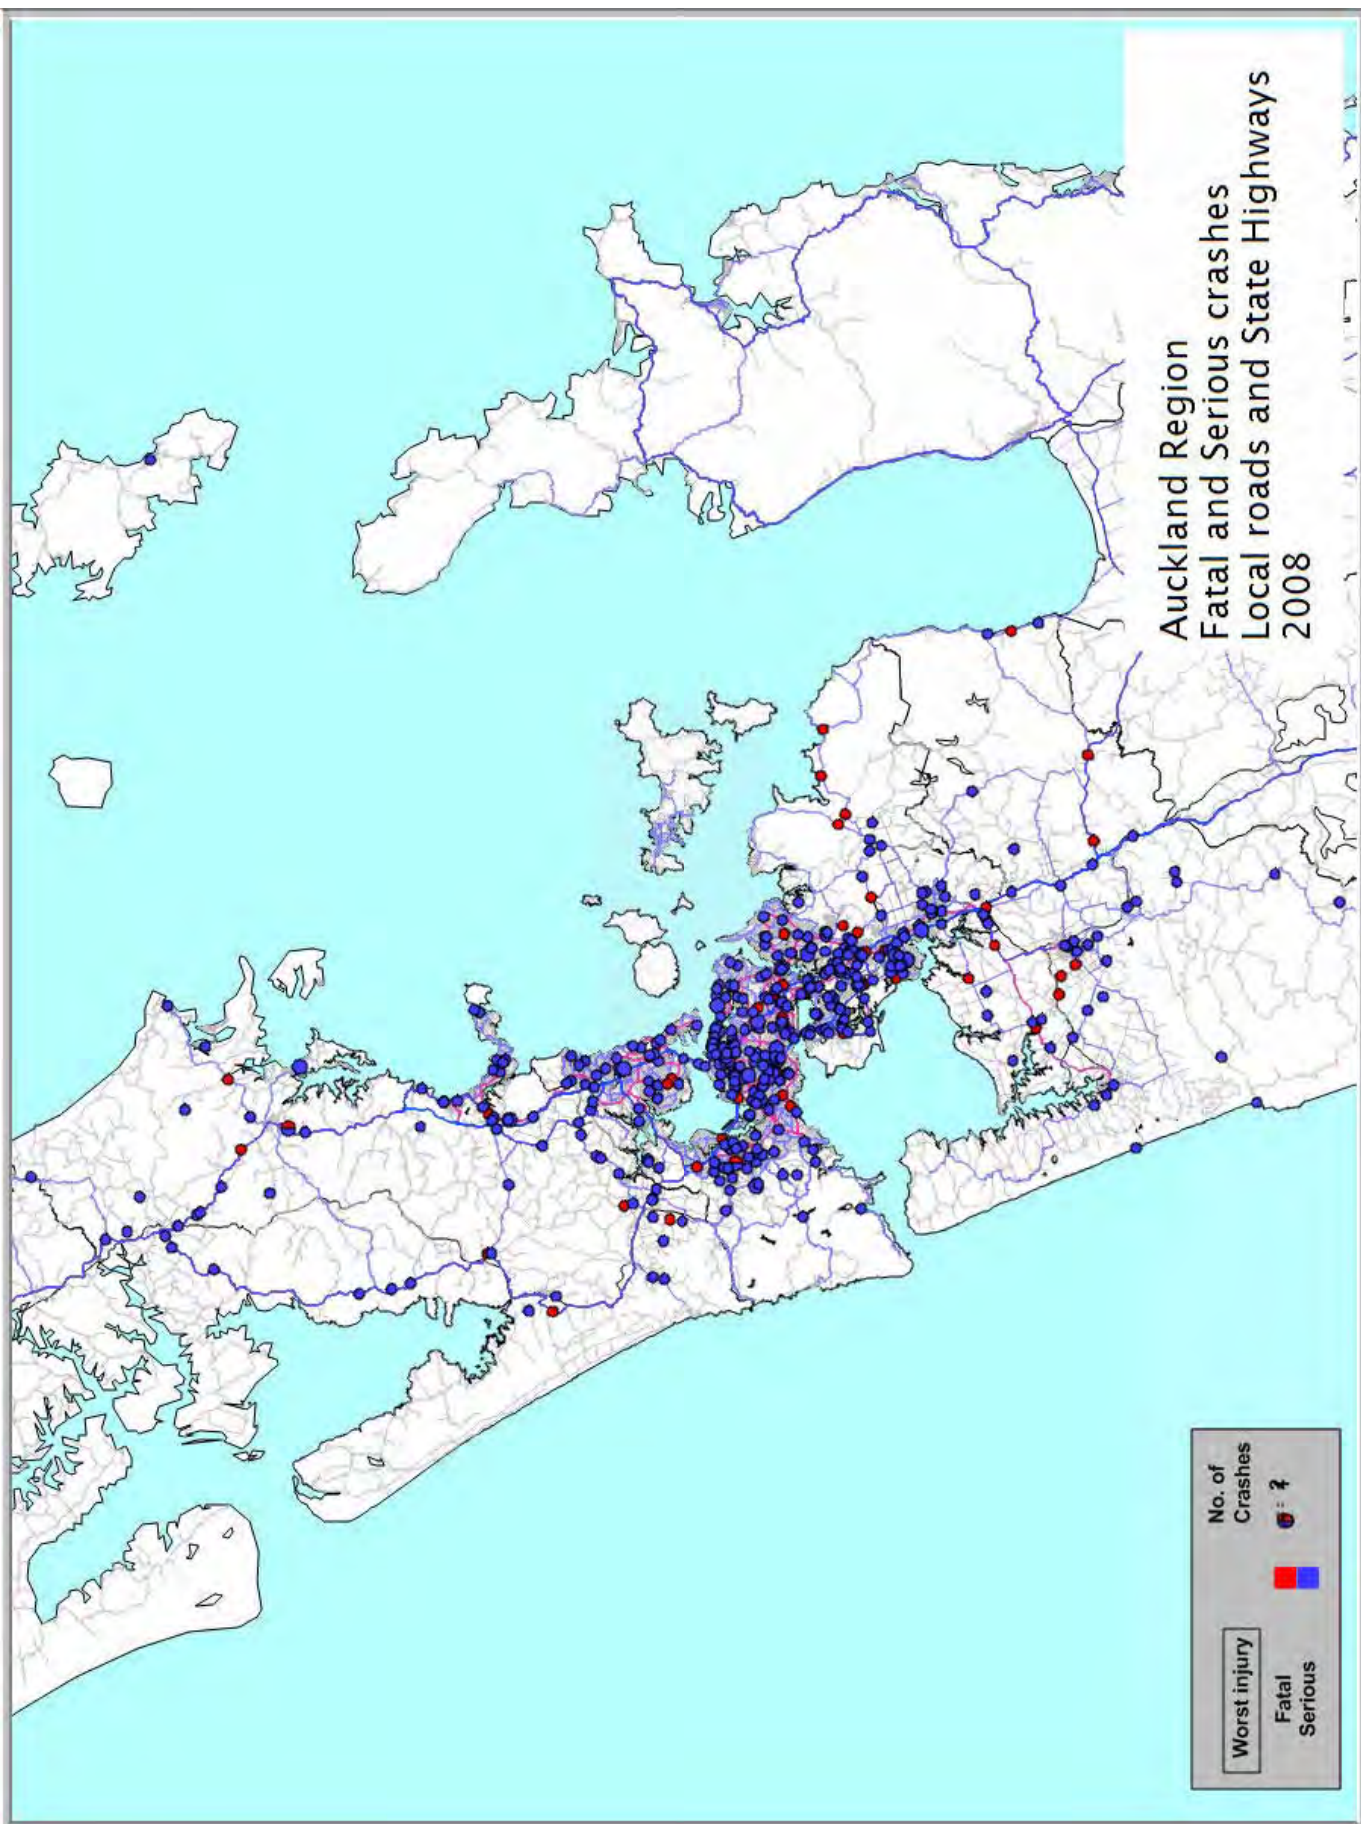 Auckland Region
Fatal and Serious crashes
Local roads and State Highways
2008
Worst injury
No. of
Crashes
Fatal
Serious